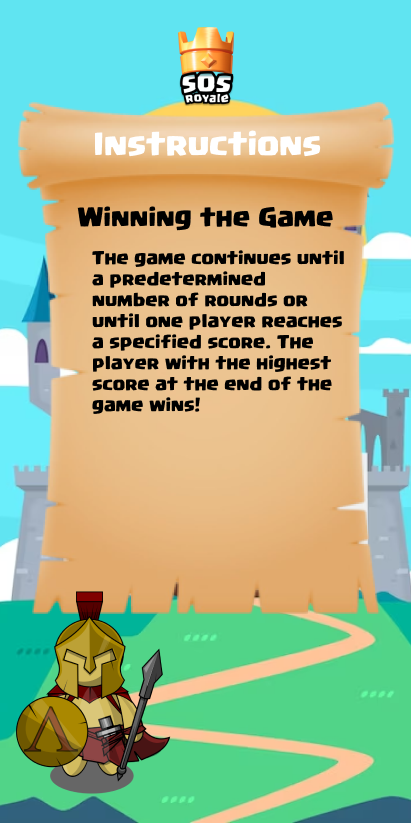 SOS
Royale
Instructions
Winning the Game
The game continues until
a predetermined
number of rounds or
until one player reaches
a specified score. The
player with the highest
score at the end of the
game wins!
Λ